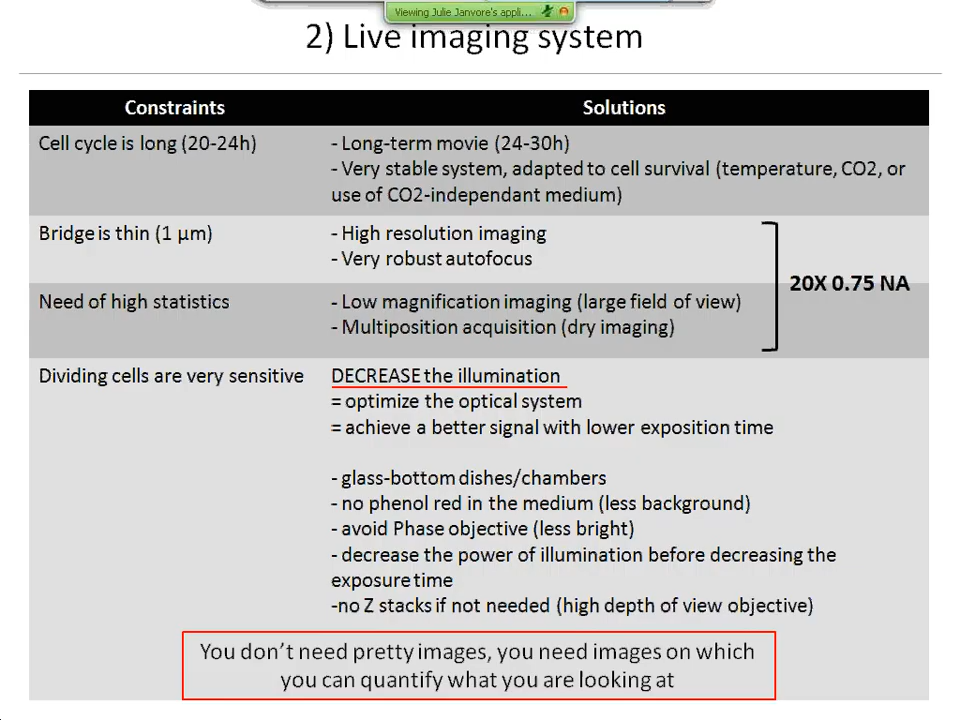 Viewing Julie Janvore's appli...
2) Live imaging system
Constraints
Solutions
Cell cycle is long (20-24h)
- Long-term movie (24-30h)
- Very stable system, adapted to cell survival (temperature, CO2, or
use of CO2-independant medium)
Bridge is thin (1 µm)
- High resolution imaging
- Very robust autofocus
20X 0.75 NA
Need of high statistics
- Low magnification imaging (large field of view)
- Multiposition acquisition (dry imaging)
Dividing cells are very sensitive
DECREASE the illumination
= optimize the optical system
= achieve a better signal with lower exposition time
- glass-bottom dishes/chambers
- no phenol red in the medium (less background)
- avoid Phase objective (less bright)
- decrease the power of illumination before decreasing the
exposure time
-no Z stacks if not needed (high depth of view objective)
You don't need pretty images, you need images on which
you can quantify what you are looking at